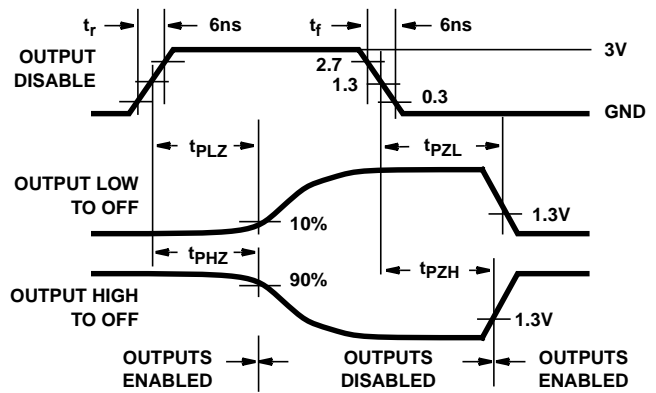 tr 6ns tf 6ns
OUTPUT
DISABLE
3V
2.7
1.3
0.3
GND
tPLZ tPZL
OUTPUT LOW
TO OFF
10%
1.3V
tPHZ tPZH
90%
OUTPUT HIGH
TO OFF
1.3V
OUTPUTS
ENABLED
OUTPUTS
DISABLED
OUTPUTS
ENABLED